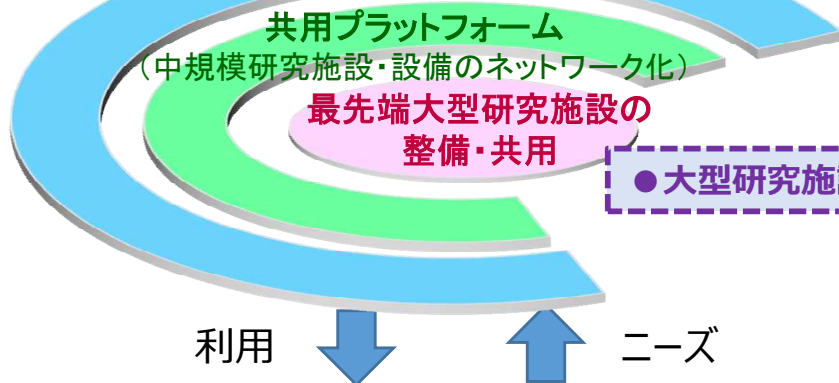 共用プラットフォーム
（中規模研究施設・設備のネットワーク化）
最先端大型研究施設の
整備・共用
●大型研究施
利用
ニーズ